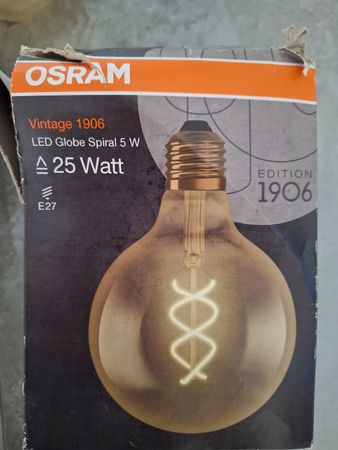 OSRAM
Vintage 1906
LED Globe Spiral 5 W
≙ 25 Watt
E27
EDITION
1906